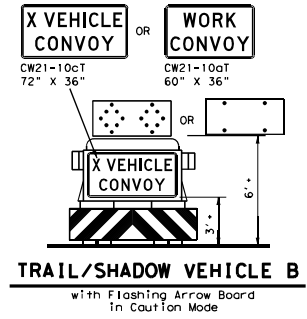 X VEHICLE
CONVOY
OR
WORK
CONVOY
CW21-10cT
72" X 36"
CW21-10aT
60" X 36"
OR
X VEHICLE
CONVOY
3'+
6'+
TRAIL/SHADOW VEHICLE B
with Flashing Arrow Board
in Caution Mode